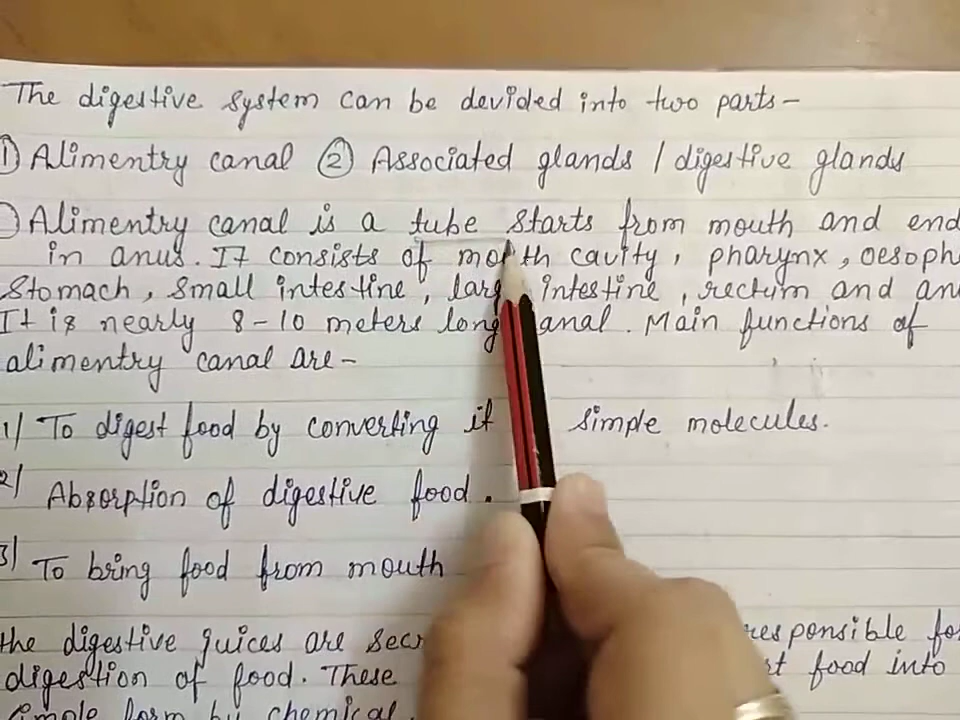 The digestive system can be devided into two parts-
① Alimentry canal ② Associated glands / digestive glands
Alimentry canal is a tube starts from mouth and end
in anus. It consists of mouth cavity, pharynx, oesoph
Stomach, small intestine, large intestine, rectum and an
It is nearly 8-10 meters long canal. Main functions of
alimentry canal are-
1) To digest food by converting it simple molecules.
2) Absorption of digestive food.
3) To bring food from mouth
the digestive juices are responsible for
digestion of food. These food into
simple form by chemical